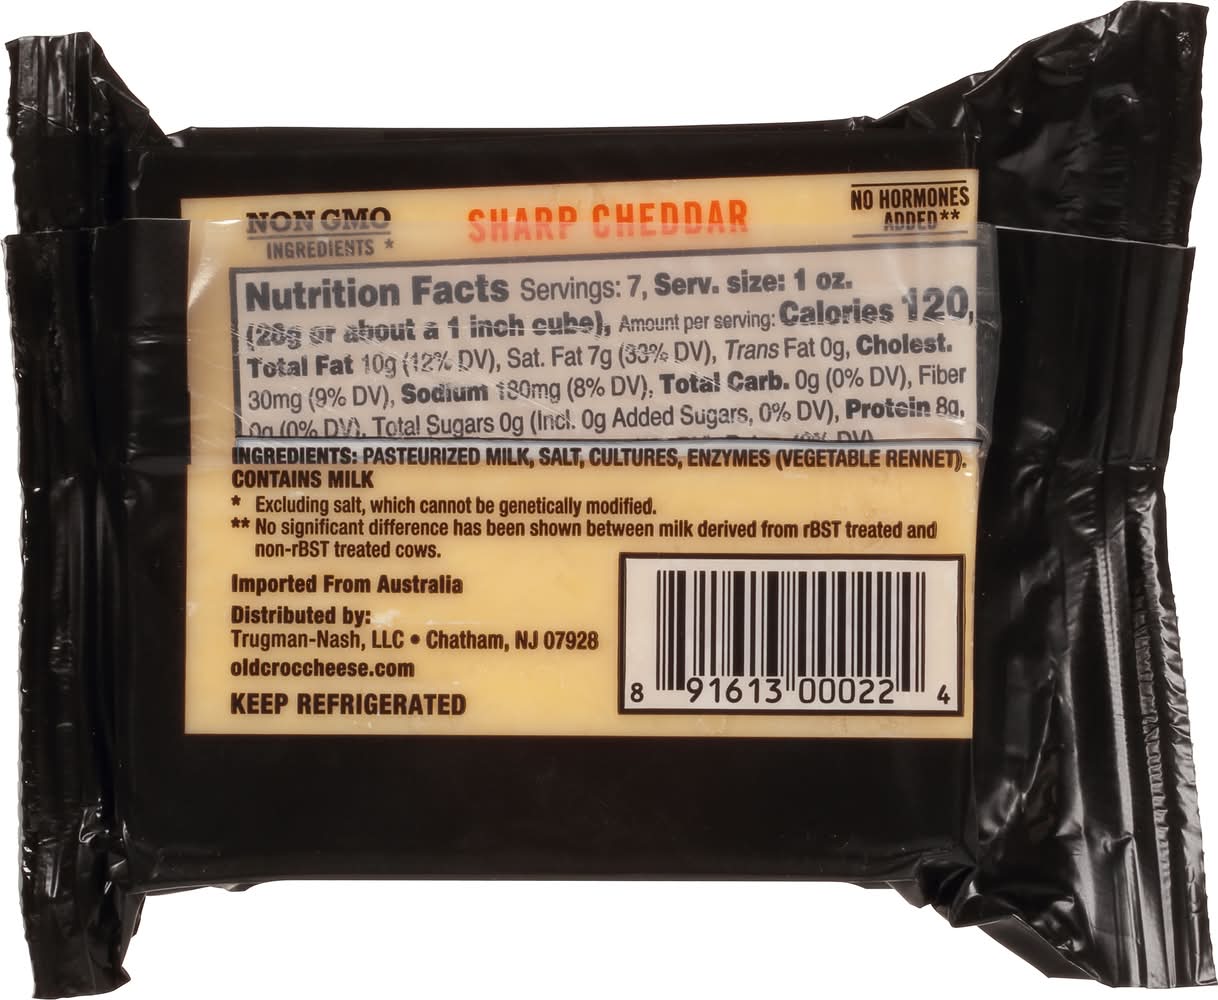 NON GMO
INGREDIENTS *
SHARP CHEDDAR
NO HORMONES
ADDED**
Nutrition Facts Servings: 7, Serv. size: 1 oz.
(28g or about a 1 inch cube), Amount per serving: Calories 120,
Total Fat 10g (12% DV), Sat. Fat 7g (33% DV), Trans Fat 0g, Cholest.
30mg (9% DV), Sodium 180mg (8% DV), Total Carb. 0g (0% DV), Fiber
0g (0% DV), Total Sugars 0g (Incl. 0g Added Sugars, 0% DV), Protein 8g,
INGREDIENTS: PASTEURIZED MILK, SALT, CULTURES, ENZYMES (VEGETABLE RENNET).
CONTAINS MILK
* Excluding salt, which cannot be genetically modified.
** No significant difference has been shown between milk derived from rBST treated and
non-rBST treated cows.
Imported From Australia
Distributed by:
Trugman-Nash, LLC • Chatham, NJ 07928
oldcroccheese.com
KEEP REFRIGERATED
8 91613 00022 4